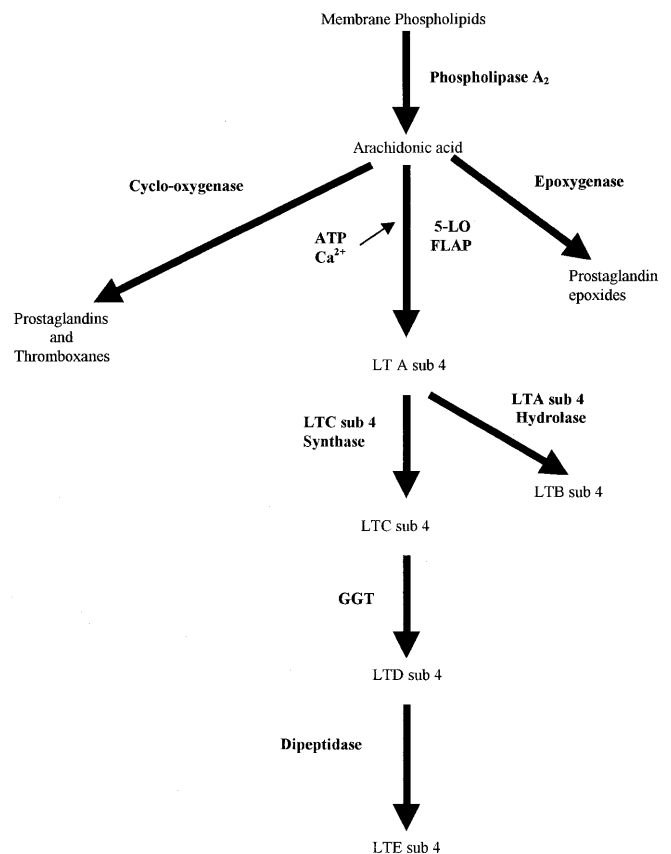 Membrane Phospholipids
Phospholipase A₂
Arachidonic acid
Cyclo-oxygenase
Epoxygenase
ATP
Ca²⁺
5-LO
FLAP
Prostaglandins
and
Thromboxanes
Prostaglandin
epoxides
LT A sub 4
LTC sub 4
Synthase
LTA sub 4
Hydrolase
LTB sub 4
LTC sub 4
GGT
LTD sub 4
Dipeptidase
LTE sub 4